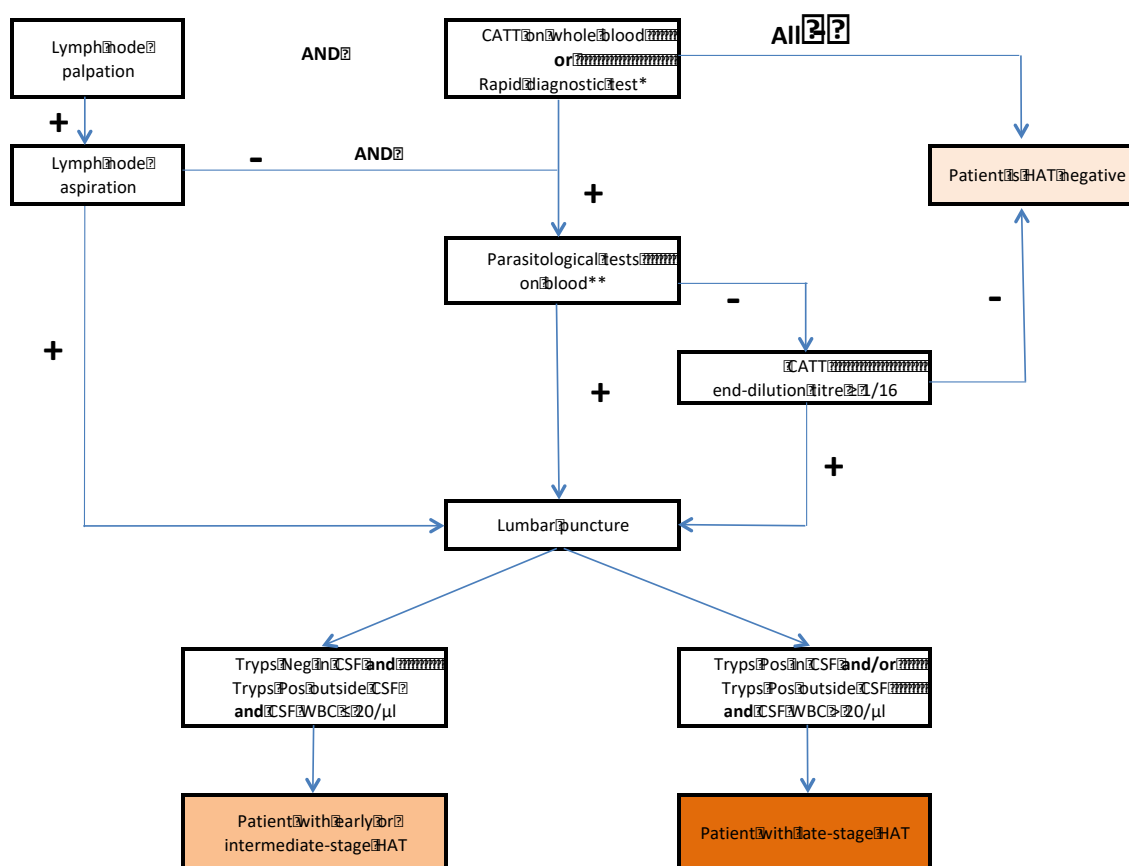 Lymph node
palpation
AND
CATT on whole blood
or
Rapid diagnostic test*
All -
+
Lymph node
aspiration
-
AND
+
Patient is HAT negative
Parasitological tests
on blood**
-
-
+
+
CATT
end-dilution titre ≥ 1/16
+
Lumbar puncture
Tryps Neg in CSF and
Tryps Pos outside CSF
and CSF WBC ≤ 20/µl
Tryps Pos in CSF and/or
Tryps Pos outside CSF
and CSF WBC > 20/µl
Patient with early or
intermediate-stage HAT
Patient with late-stage HAT